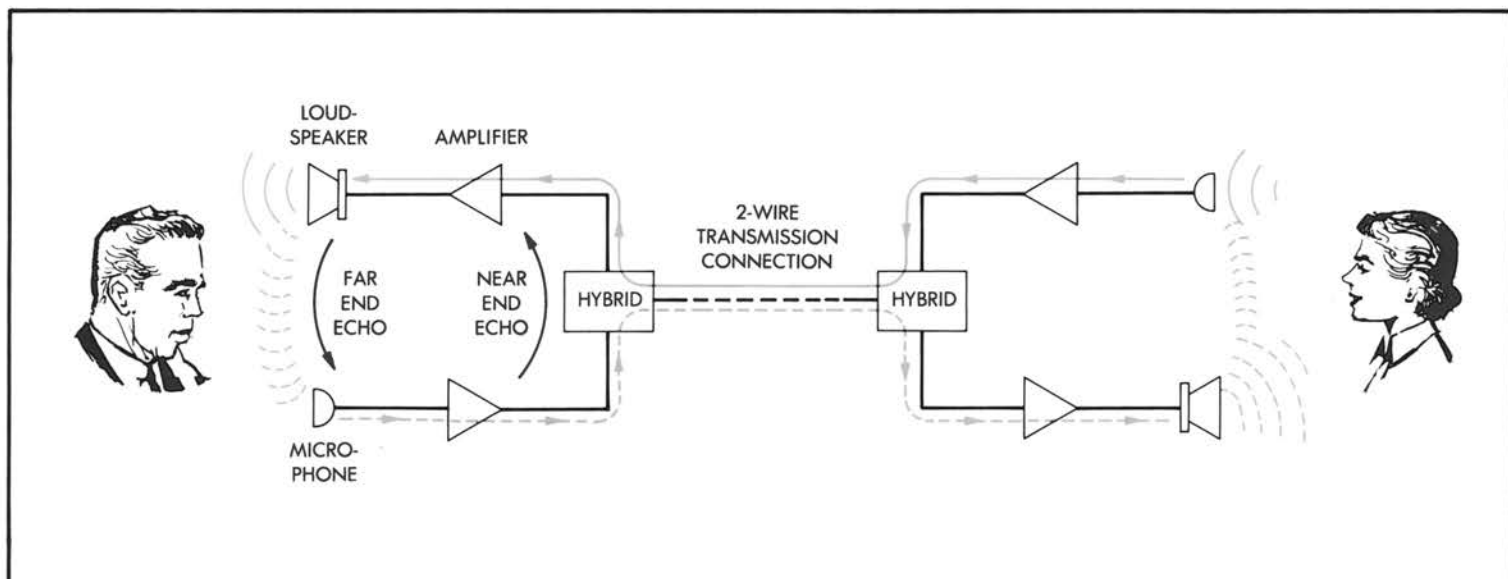 LOUD-
SPEAKER
AMPLIFIER
2-WIRE
TRANSMISSION
CONNECTION
FAR
END
ECHO
NEAR
END
ECHO
HYBRID
HYBRID
MICRO-
PHONE